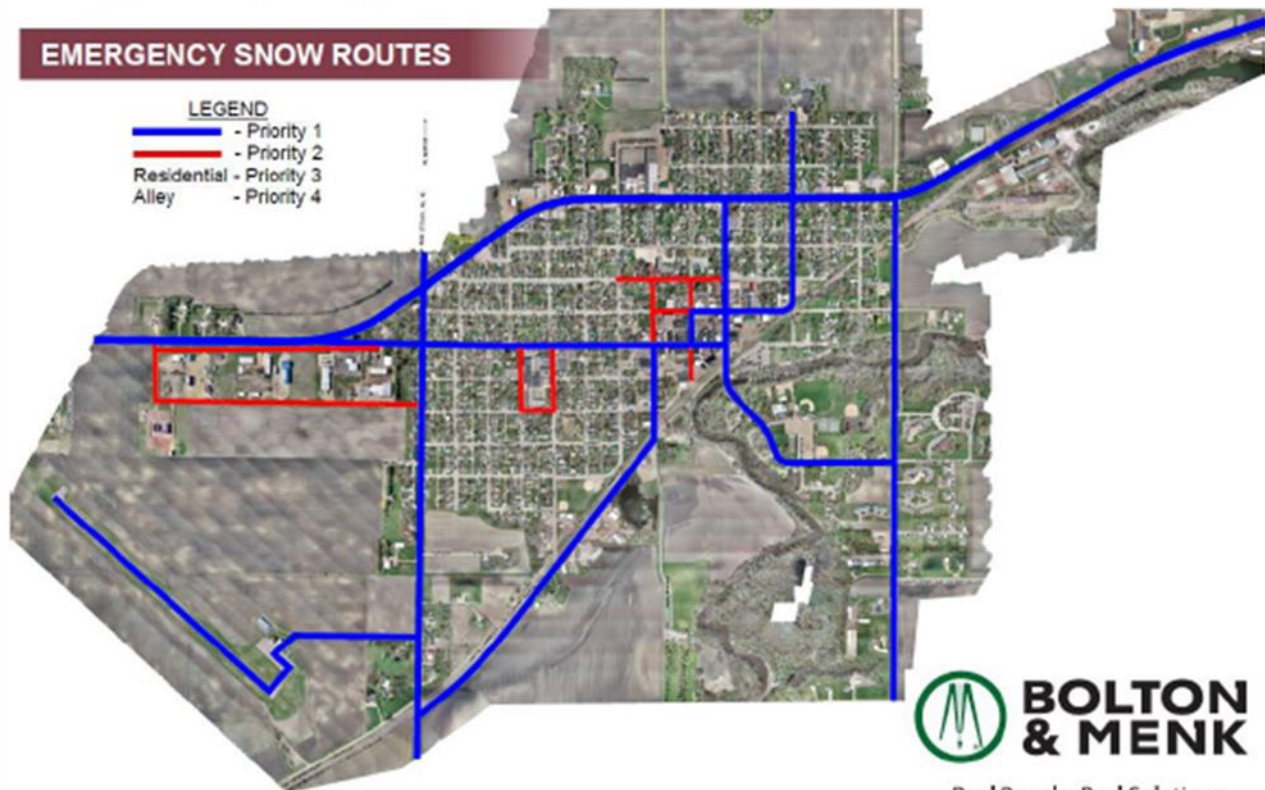 EMERGENCY SNOW ROUTES
LEGEND
- Priority 1
- Priority 2
Residential - Priority 3
Alley - Priority 4
BOLTON
& MENK